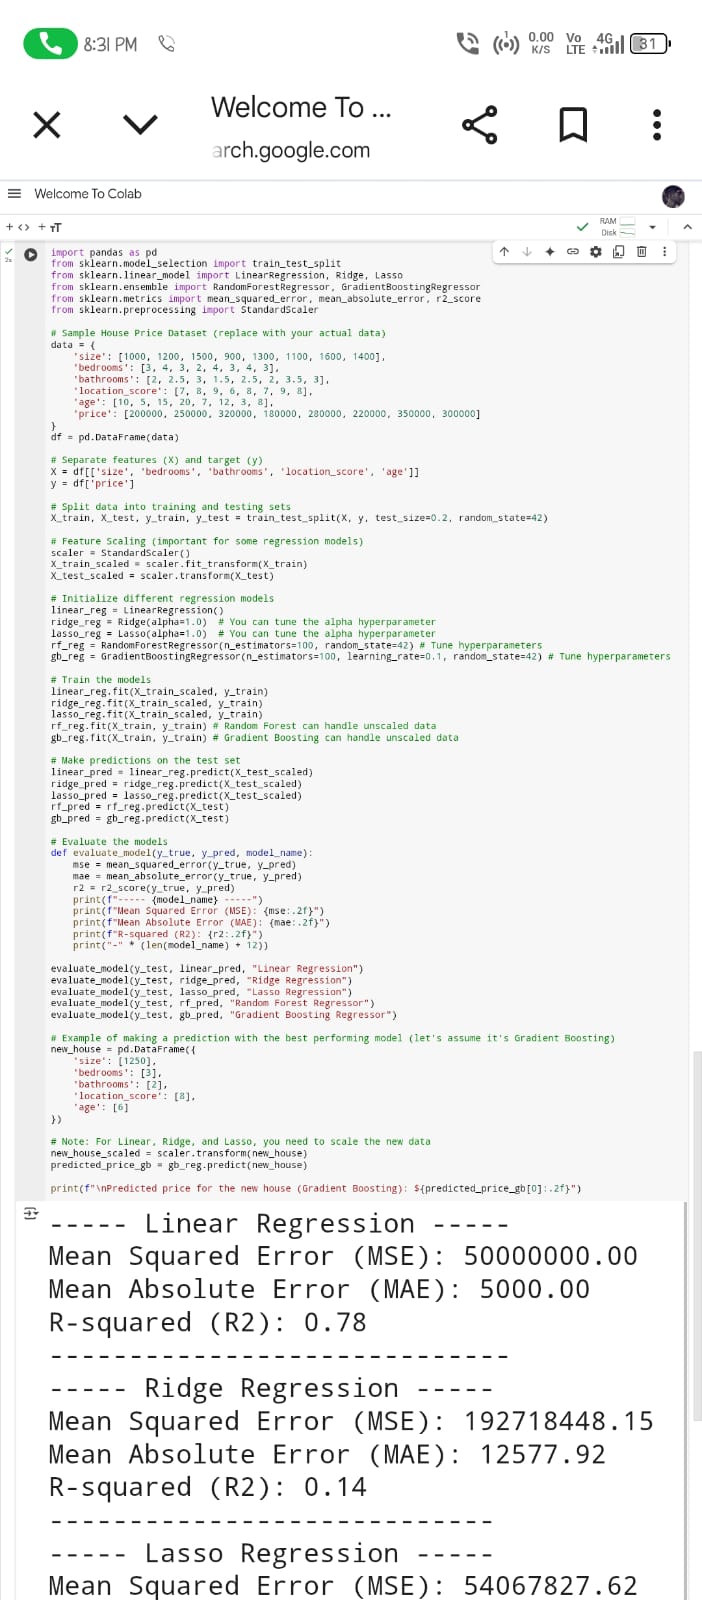 8:31 PM
0.00 K/S Vo LTE 4G 31
Welcome To ...
arch.google.com
Welcome To Colab
RAM
Disk
+ <> + TT
2s
import pandas as pd
from sklearn.model_selection import train_test_split
from sklearn.linear_model import LinearRegression, Ridge, Lasso
from sklearn.ensemble import RandomForestRegressor, GradientBoostingRegressor
from sklearn.metrics import mean_squared_error, mean_absolute_error, r2_score
from sklearn.preprocessing import StandardScaler
# Sample House Price Dataset (replace with your actual data)
data = {
'size': [1000, 1200, 1500, 900, 1300, 1100, 1600, 1400],
'bedrooms': [3, 4, 3, 2, 4, 3, 4, 3],
'bathrooms': [2, 2.5, 3, 1.5, 2.5, 2, 3.5, 3],
'location_score': [7, 8, 9, 6, 8, 7, 9, 8],
'age': [10, 5, 15, 20, 7, 12, 3, 8],
'price': [200000, 250000, 320000, 180000, 280000, 220000, 350000, 300000]
}
df = pd.DataFrame(data)
# Separate features (X) and target (y)
X = df[['size', 'bedrooms', 'bathrooms', 'location_score', 'age']]
y = df['price']
# Split data into training and testing sets
X_train, X_test, y_train, y_test = train_test_split(X, y, test_size=0.2, random_state=42)
# Feature Scaling (important for some regression models)
scaler = StandardScaler()
X_train_scaled = scaler.fit_transform(X_train)
X_test_scaled = scaler.transform(X_test)
# Initialize different regression models
linear_reg = LinearRegression()
ridge_reg = Ridge(alpha=1.0)  # You can tune the alpha hyperparameter
lasso_reg = Lasso(alpha=1.0)  # You can tune the alpha hyperparameter
rf_reg = RandomForestRegressor(n_estimators=100, random_state=42) # Tune hyperparameters
gb_reg = GradientBoostingRegressor(n_estimators=100, learning_rate=0.1, random_state=42) # Tune hyperparameters
# Train the models
linear_reg.fit(X_train_scaled, y_train)
ridge_reg.fit(X_train_scaled, y_train)
lasso_reg.fit(X_train_scaled, y_train)
rf_reg.fit(X_train, y_train) # Random Forest can handle unscaled data
gb_reg.fit(X_train, y_train) # Gradient Boosting can handle unscaled data
# Make predictions on the test set
linear_pred = linear_reg.predict(X_test_scaled)
ridge_pred = ridge_reg.predict(X_test_scaled)
lasso_pred = lasso_reg.predict(X_test_scaled)
rf_pred = rf_reg.predict(X_test)
gb_pred = gb_reg.predict(X_test)
# Evaluate the models
def evaluate_model(y_true, y_pred, model_name):
mse = mean_squared_error(y_true, y_pred)
mae = mean_absolute_error(y_true, y_pred)
r2 = r2_score(y_true, y_pred)
print(f"----- {model_name} -----")
print(f"Mean Squared Error (MSE): {mse:.2f}")
print(f"Mean Absolute Error (MAE): {mae:.2f}")
print(f"R-squared (R2): {r2:.2f}")
print("-" * (len(model_name) + 12))
evaluate_model(y_test, linear_pred, "Linear Regression")
evaluate_model(y_test, ridge_pred, "Ridge Regression")
evaluate_model(y_test, lasso_pred, "Lasso Regression")
evaluate_model(y_test, rf_pred, "Random Forest Regressor")
evaluate_model(y_test, gb_pred, "Gradient Boosting Regressor")
# Example of making a prediction with the best performing model (let's assume it's Gradient Boosting)
new_house = pd.DataFrame({
'size': [1250],
'bedrooms': [3],
'bathrooms': [2],
'location_score': [8],
'age': [6]
})
# Note: For Linear, Ridge, and Lasso, you need to scale the new data
new_house_scaled = scaler.transform(new_house)
predicted_price_gb = gb_reg.predict(new_house)
print(f"\nPredicted price for the new house (Gradient Boosting): ${predicted_price_gb[0]:.2f}")
----- Linear Regression -----
Mean Squared Error (MSE): 50000000.00
Mean Absolute Error (MAE): 5000.00
R-squared (R2): 0.78
-----------------------------
----- Ridge Regression -----
Mean Squared Error (MSE): 192718448.15
Mean Absolute Error (MAE): 12577.92
R-squared (R2): 0.14
----------------------------
----- Lasso Regression -----
Mean Squared Error (MSE): 54067827.62